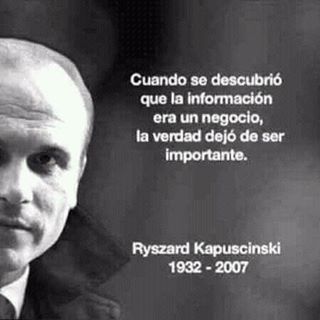 Cuando se descubrió
que la información
era un negocio,
la verdad dejó de ser
importante.
Ryszard Kapuscinski
1932 - 2007